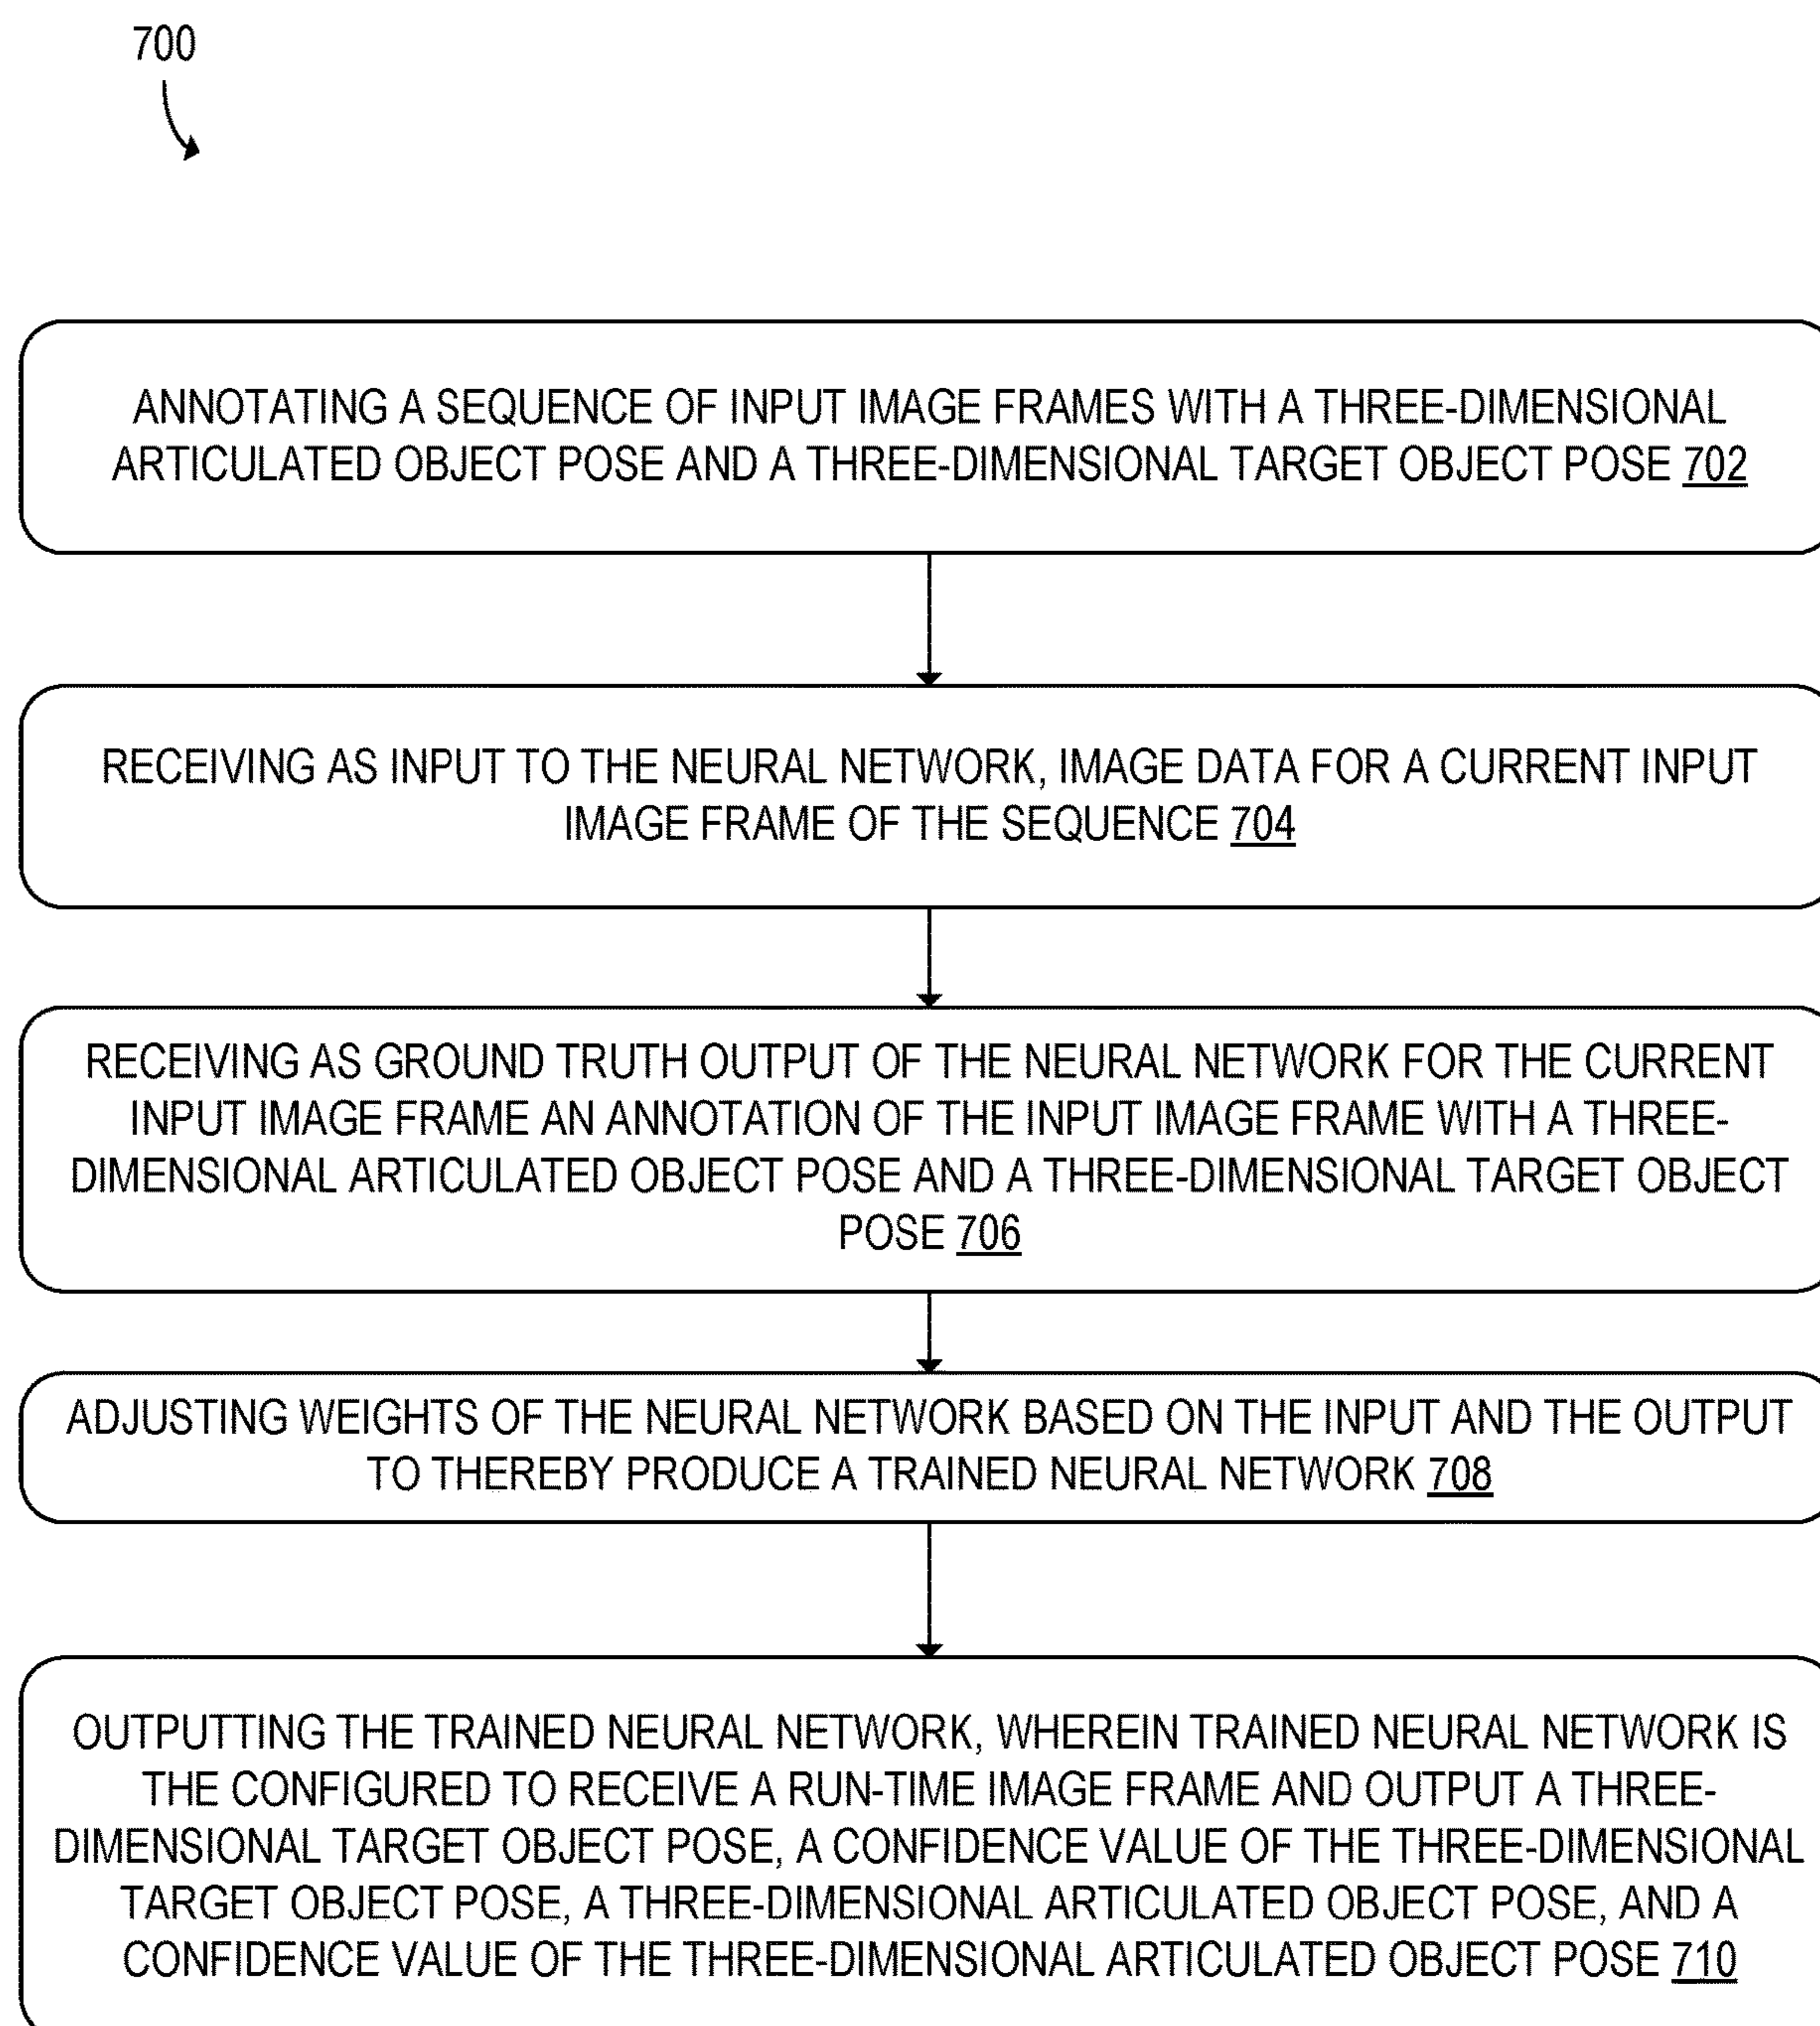 700
ANNOTATING A SEQUENCE OF INPUT IMAGE FRAMES WITH A THREE-DIMENSIONAL
ARTICULATED OBJECT POSE AND A THREE-DIMENSIONAL TARGET OBJECT POSE 702
RECEIVING AS INPUT TO THE NEURAL NETWORK, IMAGE DATA FOR A CURRENT INPUT
IMAGE FRAME OF THE SEQUENCE 704
RECEIVING AS GROUND TRUTH OUTPUT OF THE NEURAL NETWORK FOR THE CURRENT
INPUT IMAGE FRAME AN ANNOTATION OF THE INPUT IMAGE FRAME WITH A THREE-
DIMENSIONAL ARTICULATED OBJECT POSE AND A THREE-DIMENSIONAL TARGET OBJECT
POSE 706
ADJUSTING WEIGHTS OF THE NEURAL NETWORK BASED ON THE INPUT AND THE OUTPUT
TO THEREBY PRODUCE A TRAINED NEURAL NETWORK 708
OUTPUTTING THE TRAINED NEURAL NETWORK, WHEREIN TRAINED NEURAL NETWORK IS
THE CONFIGURED TO RECEIVE A RUN-TIME IMAGE FRAME AND OUTPUT A THREE-
DIMENSIONAL TARGET OBJECT POSE, A CONFIDENCE VALUE OF THE THREE-DIMENSIONAL
TARGET OBJECT POSE, A THREE-DIMENSIONAL ARTICULATED OBJECT POSE, AND A
CONFIDENCE VALUE OF THE THREE-DIMENSIONAL ARTICULATED OBJECT POSE 710